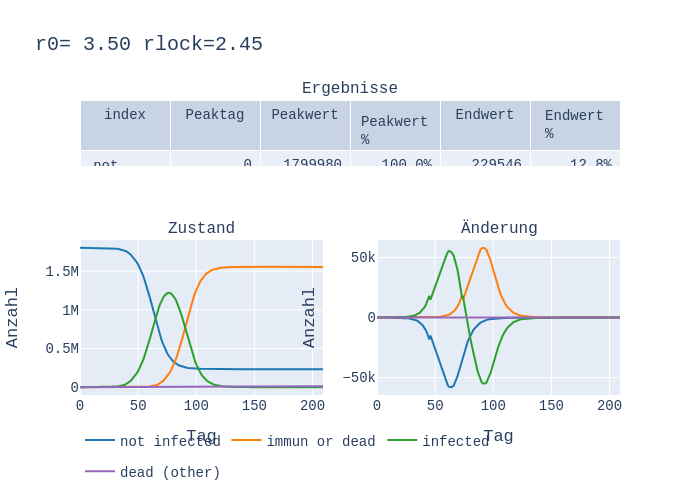 r0= 3.50 rlock=2.45
Ergebnisse
index Peaktag Peakwert Peakwert % Endwert Endwert %
not 0 1799980 100.0% 229546 12.8%
Zustand Änderung
Anzahl
1.5M
1M
0.5M
0
0 50 100 150 200
Tag
Anzahl
50k
0
−50k
0 50 100 150 200
Tag
not infected immun or dead infected
dead (other)